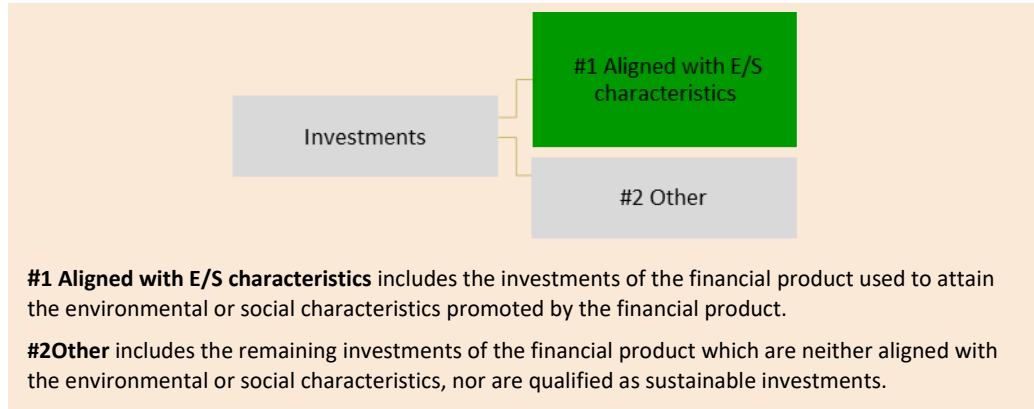 #1 Aligned with E/S
characteristics
Investments
#2 Other
#1 Aligned with E/S characteristics includes the investments of the financial product used to attain
the environmental or social characteristics promoted by the financial product.
#2Other includes the remaining investments of the financial product which are neither aligned with
the environmental or social characteristics, nor are qualified as sustainable investments.